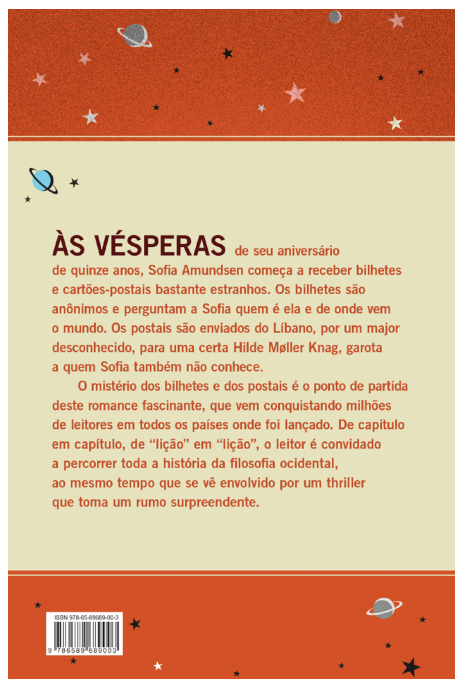 ÀS VÉSPERAS de seu aniversário
de quinze anos, Sofia Amundsen começa a receber bilhetes
e cartões-postais bastante estranhos. Os bilhetes são
anônimos e perguntam a Sofia quem é ela e de onde vem
o mundo. Os postais são enviados do Líbano, por um major
desconhecido, para uma certa Hilde Møller Knag, garota
a quem Sofia também não conhece.
O mistério dos bilhetes e dos postais é o ponto de partida
deste romance fascinante, que vem conquistando milhões
de leitores em todos os países onde foi lançado. De capítulo
em capítulo, de “lição” em “lição”, o leitor é convidado
a percorrer toda a história da filosofia ocidental,
ao mesmo tempo que se vê envolvido por um thriller
que toma um rumo surpreendente.
ISBN 978-65-89689-00-3
9 786589 689003